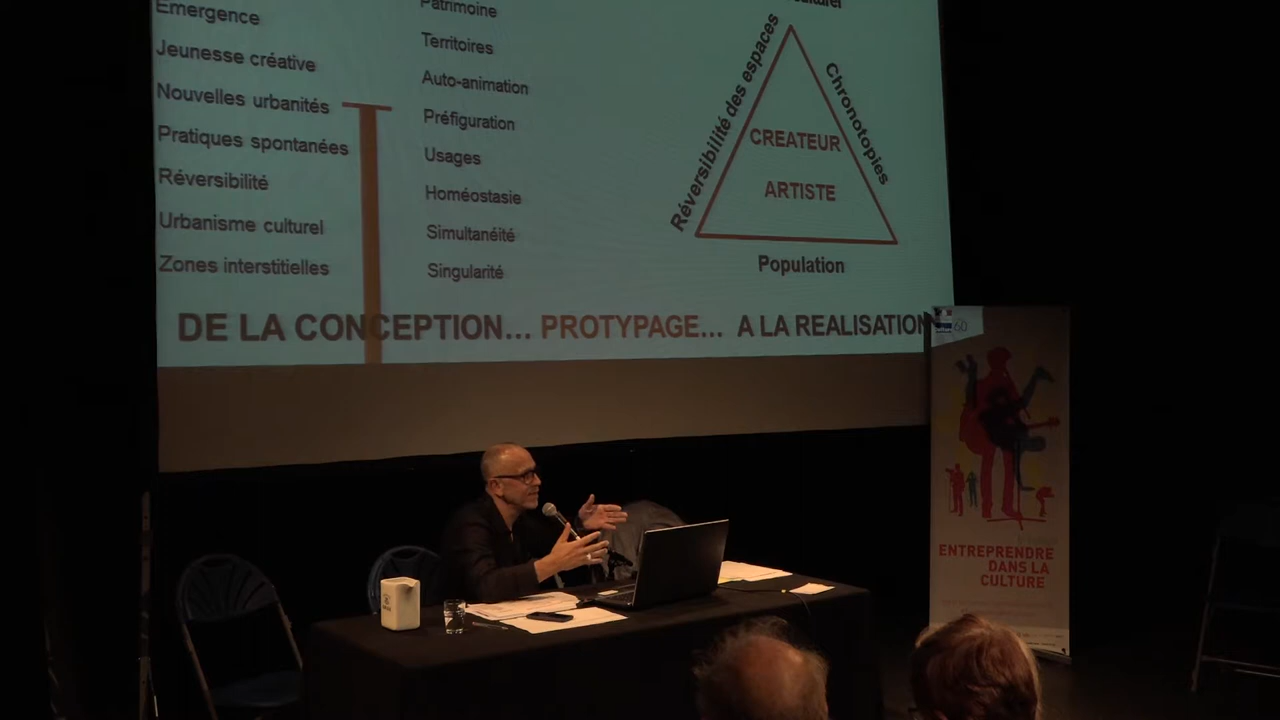 Emergence
Jeunesse créative
Nouvelles urbanités
Pratiques spontanées
Réversibilité
Urbanisme culturel
Zones interstitielles
Patrimoine
Territoires
Auto-animation
Préfiguration
Usages
Homéostasie
Simultanéité
Singularité
Réversibilité des espaces
Chronotopies
CREATEUR
ARTISTE
Population
DE LA CONCEPTION... PROTYPAGE... A LA REALISATION
60
ENTREPRENDRE
DANS LA
CULTURE